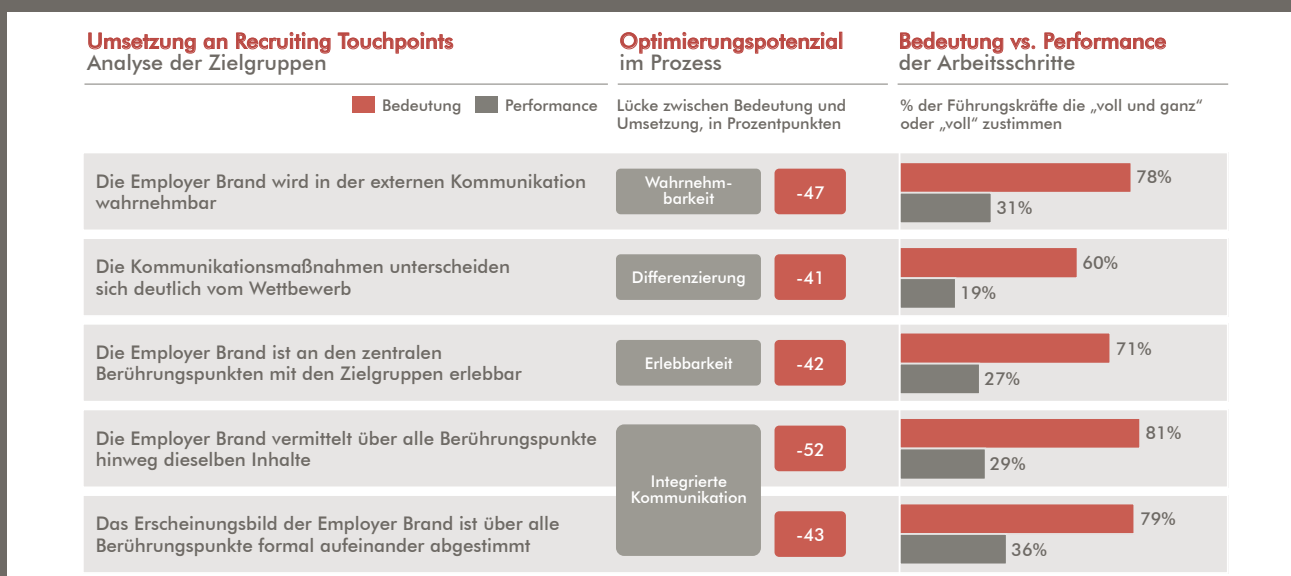 Umsetzung an Recruiting Touchpoints
Analyse der Zielgruppen
Optimierungspotenzial
im Prozess
Bedeutung vs. Performance
der Arbeitsschritte
Bedeutung
Performance
Lücke zwischen Bedeutung und
Umsetzung, in Prozentpunkten
% der Führungskräfte die „voll und ganz“
oder „voll“ zustimmen
Die Employer Brand wird in der externen Kommunikation
wahrnehmbar
Wahrnehm-
barkeit
-47
78%
31%
Die Kommunikationsmaßnahmen unterscheiden
sich deutlich vom Wettbewerb
Differenzierung
-41
60%
19%
Die Employer Brand ist an den zentralen
Berührungspunkten mit den Zielgruppen erlebbar
Erlebbarkeit
-42
71%
27%
Die Employer Brand vermittelt über alle Berührungspunkte
hinweg dieselben Inhalte
Integrierte
Kommunikation
-52
81%
29%
Das Erscheinungsbild der Employer Brand ist über alle
Berührungspunkte formal aufeinander abgestimmt
-43
79%
36%